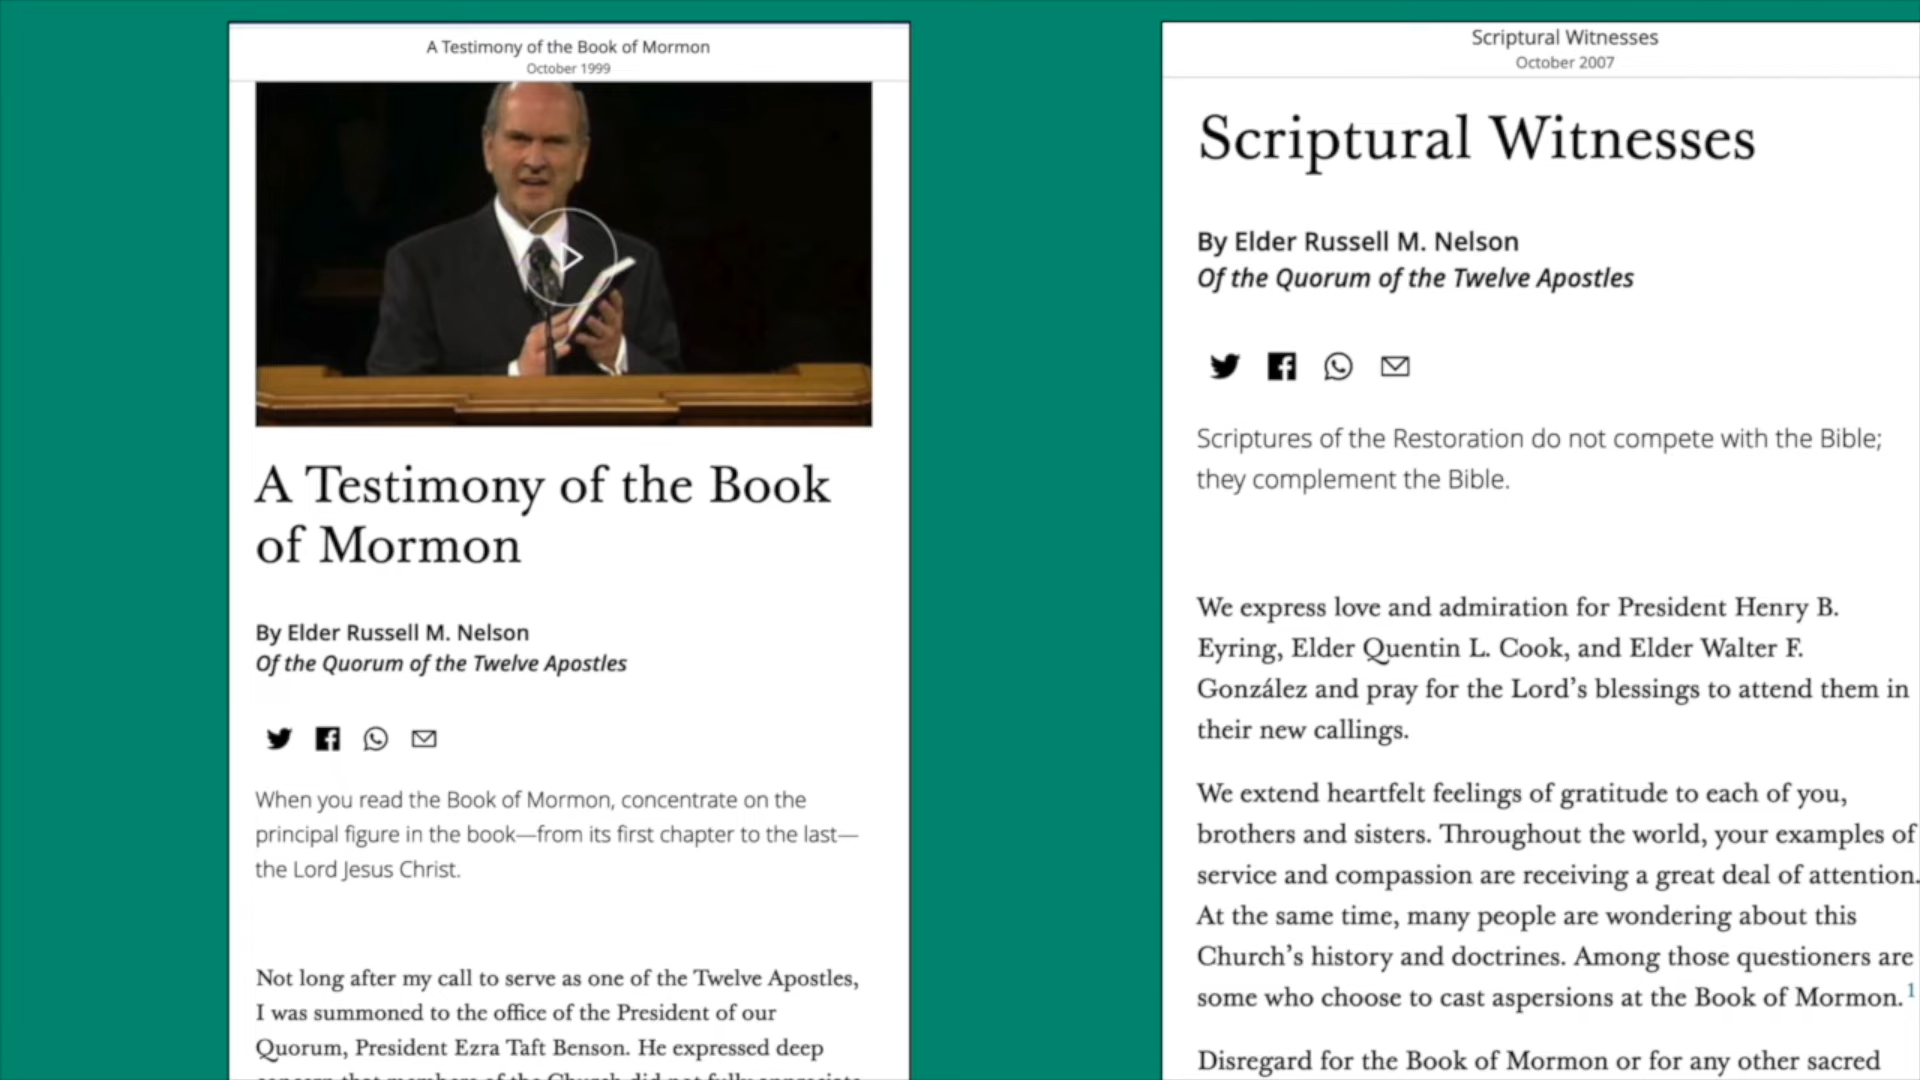 A Testimony of the Book of Mormon
October 1999
A Testimony of the Book
of Mormon
By Elder Russell M. Nelson
Of the Quorum of the Twelve Apostles
When you read the Book of Mormon, concentrate on the
principal figure in the book—from its first chapter to the last—
the Lord Jesus Christ.
Not long after my call to serve as one of the Twelve Apostles,
I was summoned to the office of the President of our
Quorum, President Ezra Taft Benson. He expressed deep
concern that members of the Church did not fully appreciate
Scriptural Witnesses
October 2007
Scriptural Witnesses
By Elder Russell M. Nelson
Of the Quorum of the Twelve Apostles
Scriptures of the Restoration do not compete with the Bible;
they complement the Bible.
We express love and admiration for President Henry B.
Eyring, Elder Quentin L. Cook, and Elder Walter F.
González and pray for the Lord’s blessings to attend them in
their new callings.
We extend heartfelt feelings of gratitude to each of you,
brothers and sisters. Throughout the world, your examples of
service and compassion are receiving a great deal of attention.
At the same time, many people are wondering about this
Church’s history and doctrines. Among those questioners are
some who choose to cast aspersions at the Book of Mormon.1
Disregard for the Book of Mormon or for any other sacred